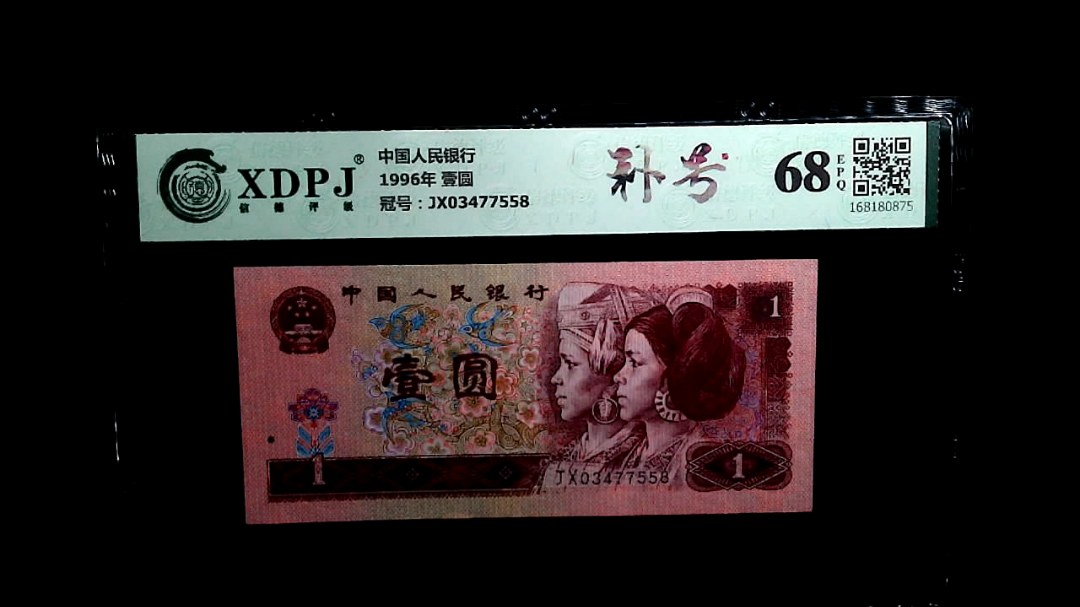 XDPJ®
信德评级
中国人民银行
1996年 壹圆
冠号：JX03477558
补号
68
EPQ
168180875
中国人民银行
1
壹圆
1
JX03477558
1